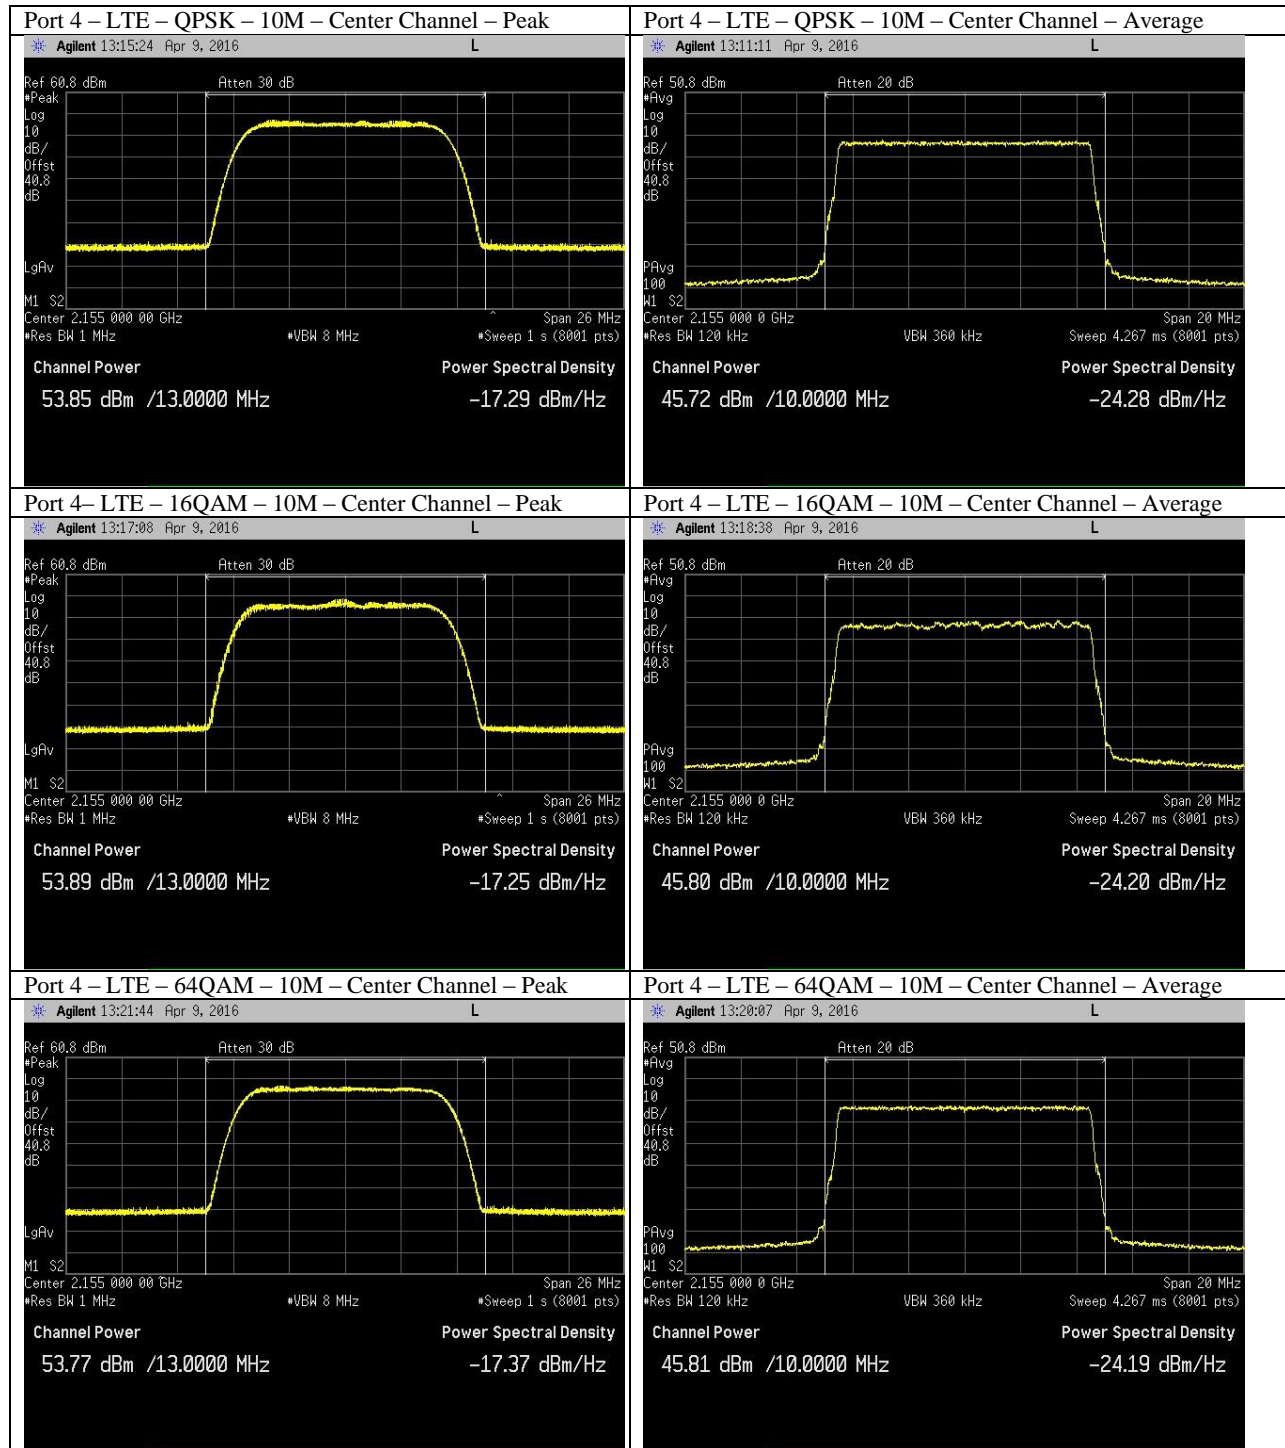 Port 4 – LTE – QPSK – 10M – Center Channel – Peak
Agilent 13:15:24 Apr 9, 2016 L
Ref 60.8 dBm Atten 30 dB
#Peak
Log
10
dB/
Offst
40.8
dB
LgAv
M1 S2
Center 2.155 000 00 GHz ^ Span 26 MHz
#Res BW 1 MHz #VBW 8 MHz #Sweep 1 s (8001 pts)
Channel Power Power Spectral Density
53.85 dBm /13.0000 MHz -17.29 dBm/Hz
Port 4 – LTE – QPSK – 10M – Center Channel – Average
Agilent 13:11:11 Apr 9, 2016 L
Ref 50.8 dBm Atten 20 dB
#Avg
Log
10
dB/
Offst
40.8
dB
PAvg
100
W1 S2
Center 2.155 000 0 GHz Span 20 MHz
#Res BW 120 kHz VBW 360 kHz Sweep 4.267 ms (8001 pts)
Channel Power Power Spectral Density
45.72 dBm /10.0000 MHz -24.28 dBm/Hz
Port 4– LTE – 16QAM – 10M – Center Channel – Peak
Agilent 13:17:08 Apr 9, 2016 L
Ref 60.8 dBm Atten 30 dB
#Peak
Log
10
dB/
Offst
40.8
dB
LgAv
M1 S2
Center 2.155 000 00 GHz ^ Span 26 MHz
#Res BW 1 MHz #VBW 8 MHz #Sweep 1 s (8001 pts)
Channel Power Power Spectral Density
53.89 dBm /13.0000 MHz -17.25 dBm/Hz
Port 4 – LTE – 16QAM – 10M – Center Channel – Average
Agilent 13:18:38 Apr 9, 2016 L
Ref 50.8 dBm Atten 20 dB
#Avg
Log
10
dB/
Offst
40.8
dB
PAvg
100
W1 S2
Center 2.155 000 0 GHz Span 20 MHz
#Res BW 120 kHz VBW 360 kHz Sweep 4.267 ms (8001 pts)
Channel Power Power Spectral Density
45.80 dBm /10.0000 MHz -24.20 dBm/Hz
Port 4 – LTE – 64QAM – 10M – Center Channel – Peak
Agilent 13:21:44 Apr 9, 2016 L
Ref 60.8 dBm Atten 30 dB
#Peak
Log
10
dB/
Offst
40.8
dB
LgAv
M1 S2
Center 2.155 000 00 GHz Span 26 MHz
#Res BW 1 MHz #VBW 8 MHz #Sweep 1 s (8001 pts)
Channel Power Power Spectral Density
53.77 dBm /13.0000 MHz -17.37 dBm/Hz
Port 4 – LTE – 64QAM – 10M – Center Channel – Average
Agilent 13:20:07 Apr 9, 2016 L
Ref 50.8 dBm Atten 20 dB
#Avg
Log
10
dB/
Offst
40.8
dB
PAvg
100
W1 S2
Center 2.155 000 0 GHz Span 20 MHz
#Res BW 120 kHz VBW 360 kHz Sweep 4.267 ms (8001 pts)
Channel Power Power Spectral Density
45.81 dBm /10.0000 MHz -24.19 dBm/Hz